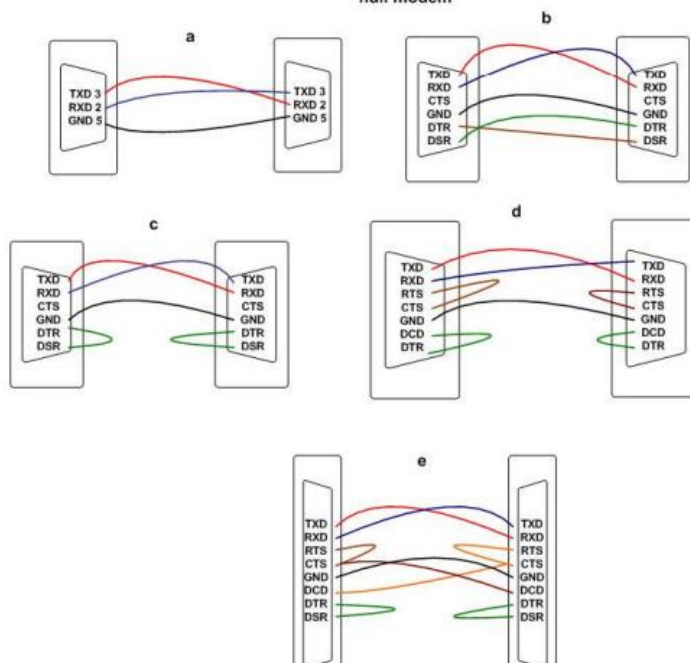 null modem
a
TXD 3
RXD 2
GND 5
TXD 3
RXD 2
GND 5
b
TXD
RXD
CTS
GND
DTR
DSR
TXD
RXD
CTS
GND
DTR
DSR
c
TXD
RXD
CTS
GND
DTR
DSR
TXD
RXD
CTS
GND
DTR
DSR
d
TXD
RXD
RTS
CTS
GND
DCD
DTR
TXD
RXD
RTS
CTS
GND
DCD
DTR
e
TXD
RXD
RTS
CTS
GND
DCD
DTR
DSR
TXD
RXD
RTS
CTS
GND
DCD
DTR
DSR